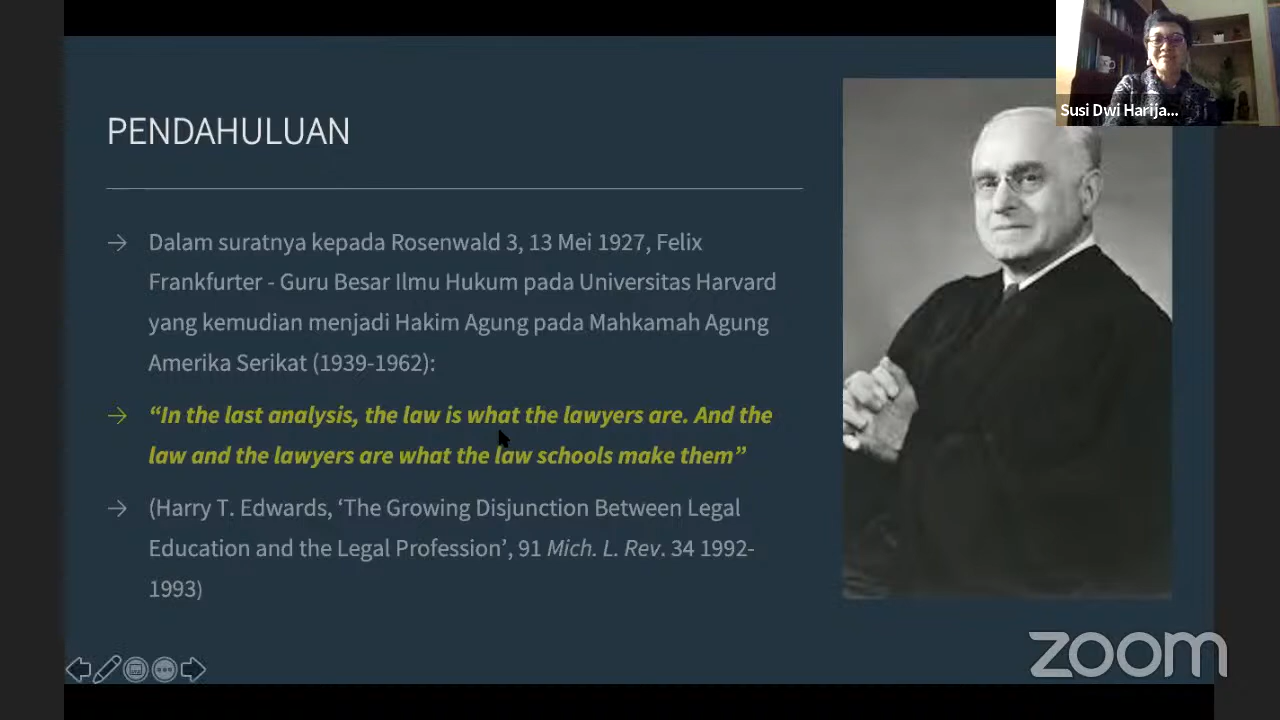 Susi Dwi Harija...
PENDAHULUAN
Dalam suratnya kepada Rosenwald 3, 13 Mei 1927, Felix
Frankfurter - Guru Besar Ilmu Hukum pada Universitas Harvard
yang kemudian menjadi Hakim Agung pada Mahkamah Agung
Amerika Serikat (1939-1962):
“In the last analysis, the law is what the lawyers are. And the
law and the lawyers are what the law schools make them”
(Harry T. Edwards, ‘The Growing Disjunction Between Legal
Education and the Legal Profession’, 91 Mich. L. Rev. 34 1992-
1993)
zoom